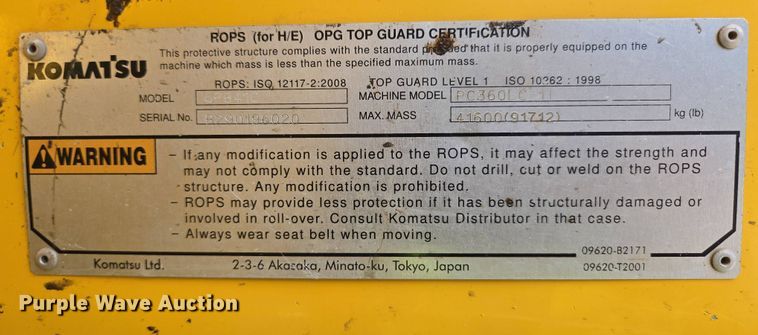 ROPS (for H/E) OPG TOP GUARD CERTIFICATION
KOMATSU
This protective structure complies with the standard provided that it is properly equipped on the
machine which mass is less than the specified maximum mass.
ROPS: ISO 12117-2:2008 TOP GUARD LEVEL 1 ISO 10262 : 1998
MODEL MACHINE MODEL PC360LC-11
SERIAL No. MAX. MASS 41600(91712) kg (lb)
WARNING
- If any modification is applied to the ROPS, it may affect the strength and
may not comply with the standard. Do not drill, cut or weld on the ROPS
structure. Any modification is prohibited.
- ROPS may provide less protection if it has been structurally damaged or
involved in roll-over. Consult Komatsu Distributor in that case.
- Always wear seat belt when moving.
09620-B2171
Komatsu Ltd. 2-3-6 Akasaka, Minato-ku, Tokyo, Japan 09620-T2001
Purple Wave Auction